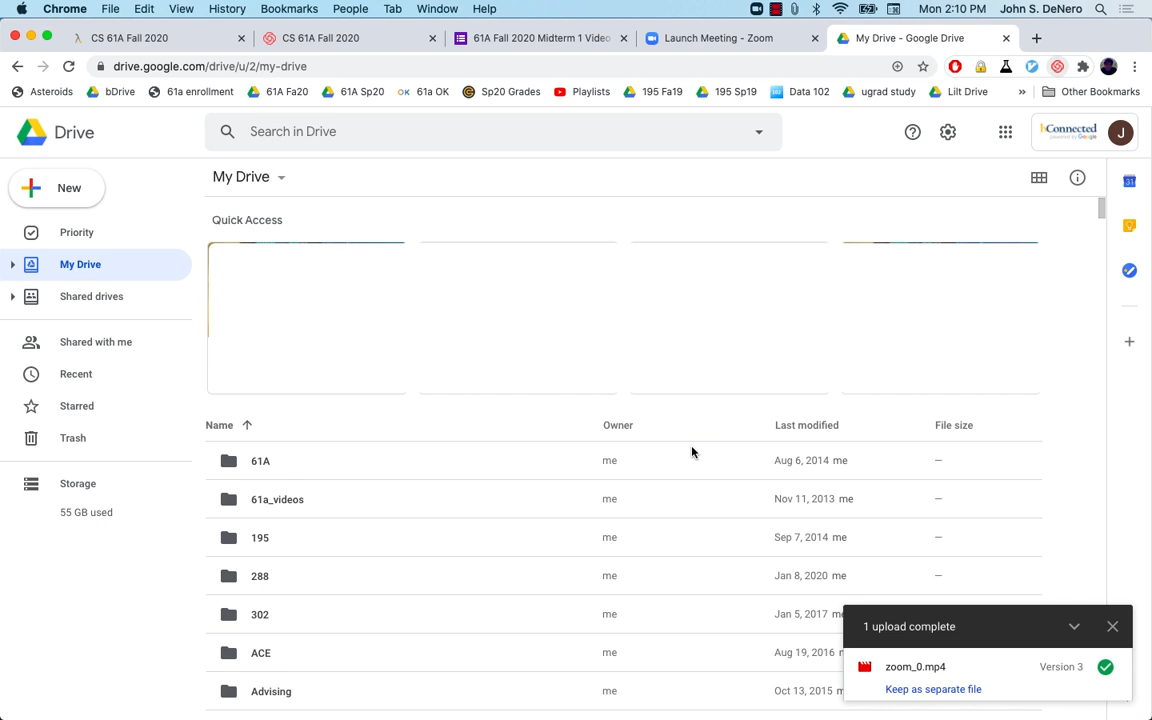 Chrome File Edit View History Bookmarks People Tab Window Help Mon 2:10 PM John S. DeNero
CS 61A Fall 2020 CS 61A Fall 2020 61A Fall 2020 Midterm 1 Video Launch Meeting - Zoom My Drive - Google Drive
drive.google.com/drive/u/2/my-drive
Asteroids bDrive 61a enrollment 61A Fa20 61A Sp20 OK 61a OK Sp20 Grades Playlists 195 Fa19 195 Sp19 Data 102 ugrad study Lilt Drive » Other Bookmarks
Drive Search in Drive bConnected powered by Google J
My Drive
New
Quick Access
Priority
My Drive
Shared drives
Shared with me
Recent
Starred
Trash
Storage
55 GB used
31
Name Owner Last modified File size
61A me Aug 6, 2014 me –
61a_videos me Nov 11, 2013 me –
195 me Sep 7, 2014 me –
288 me Jan 8, 2020 me –
302 me Jan 5, 2017
ACE me Aug 19, 2016
Advising me Oct 13, 2015
1 upload complete
zoom_0.mp4 Version 3
Keep as separate file